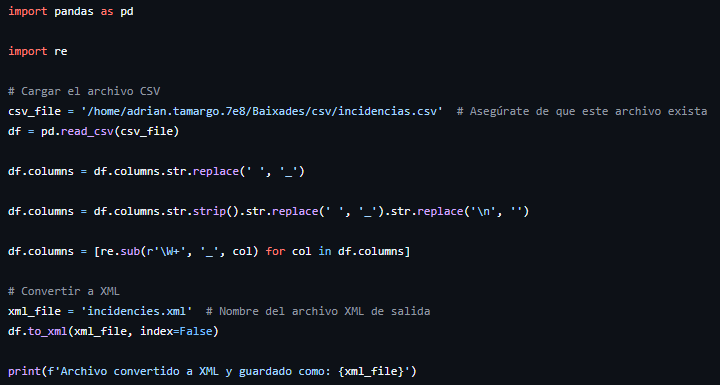 import pandas as pd
import re
# Cargar el archivo CSV
csv_file = '/home/adrian.tamargo.7e8/Baixades/csv/incidencias.csv'  # Asegúrate de que este archivo exista
df = pd.read_csv(csv_file)
df.columns = df.columns.str.replace(' ', '_')
df.columns = df.columns.str.strip().str.replace(' ', '_').str.replace('\n', '')
df.columns = [re.sub(r'\W+', '_', col) for col in df.columns]
# Convertir a XML
xml_file = 'incidencies.xml'  # Nombre del archivo XML de salida
df.to_xml(xml_file, index=False)
print(f'Archivo convertido a XML y guardado como: {xml_file}')